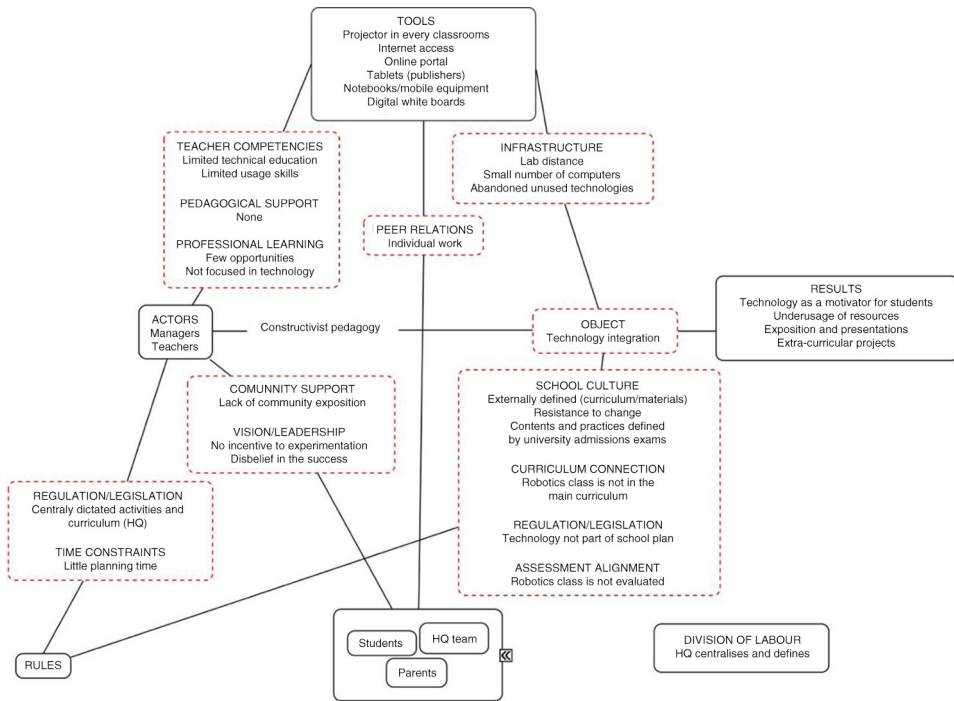 TOOLS
Projector in every classrooms
Internet access
Online portal
Tablets (publishers)
Notebooks/mobile equipment
Digital white boards
TEACHER COMPETENCIES
Limited technical education
Limited usage skills
PEDAGOGICAL SUPPORT
None
PROFESSIONAL LEARNING
Few opportunities
Not focused in technology
INFRASTRUCTURE
Lab distance
Small number of computers
Abandoned unused technologies
PEER RELATIONS
Individual work
ACTORS
Managers
Teachers
Constructivist pedagogy
OBJECT
Technology integration
RESULTS
Technology as a motivator for students
Underusage of resources
Exposition and presentations
Extra-curricular projects
COMUNNITY SUPPORT
Lack of community exposition
VISION/LEADERSHIP
No incentive to experimentation
Disbelief in the success
SCHOOL CULTURE
Externally defined (curriculum/materials)
Resistance to change
Contents and practices defined
by university admissions exams
CURRICULUM CONNECTION
Robotics class is not in the
main curriculum
REGULATION/LEGISLATION
Technology not part of school plan
ASSESSMENT ALIGNMENT
Robotics class is not evaluated
REGULATION/LEGISLATION
Centraly dictated activities and
curriculum (HQ)
TIME CONSTRAINTS
Little planning time
RULES
Students
HQ team
Parents
DIVISION OF LABOUR
HQ centralises and defines